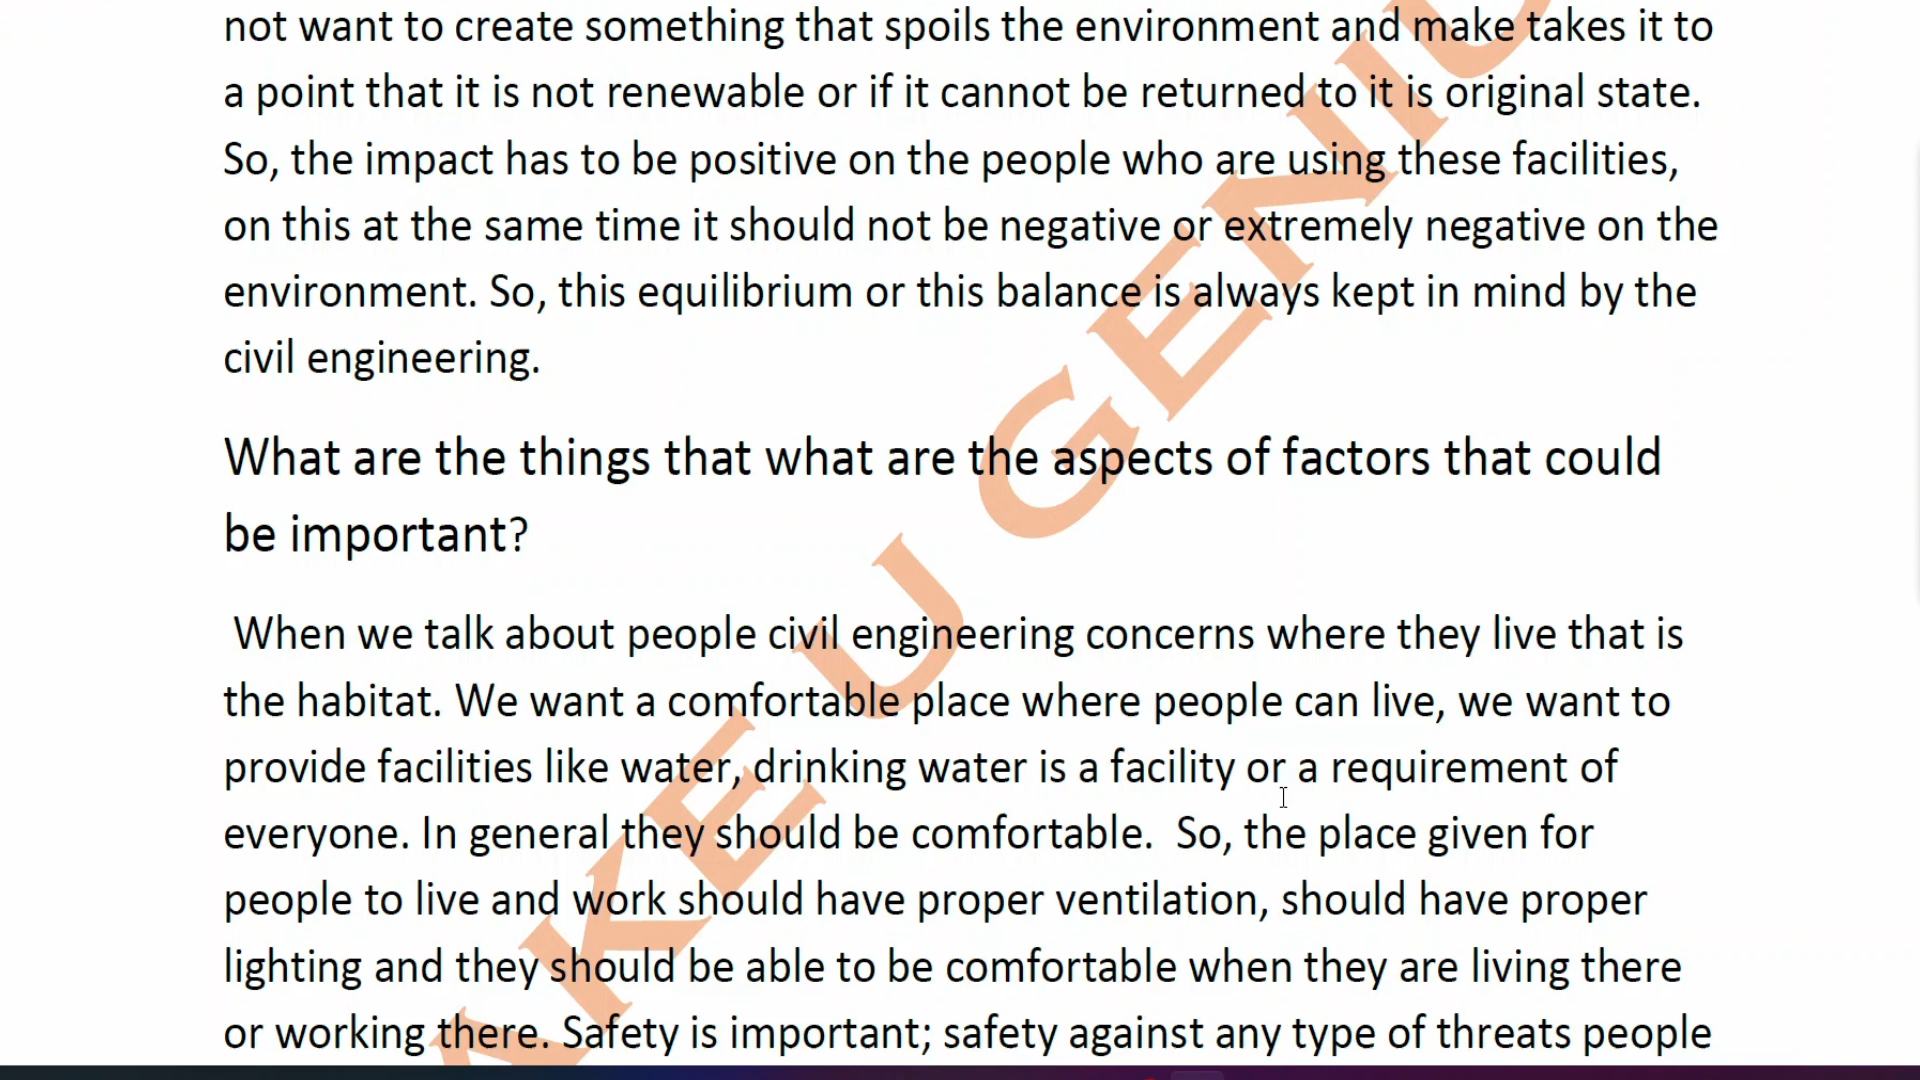 not want to create something that spoils the environment and make takes it to
a point that it is not renewable or if it cannot be returned to it is original state.
So, the impact has to be positive on the people who are using these facilities,
on this at the same time it should not be negative or extremely negative on the
environment. So, this equilibrium or this balance is always kept in mind by the
civil engineering.
What are the things that what are the aspects of factors that could
be important?
When we talk about people civil engineering concerns where they live that is
the habitat. We want a comfortable place where people can live, we want to
provide facilities like water, drinking water is a facility or a requirement of
everyone. In general they should be comfortable.  So, the place given for
people to live and work should have proper ventilation, should have proper
lighting and they should be able to be comfortable when they are living there
or working there. Safety is important; safety against any type of threats people
AKE U GENIU